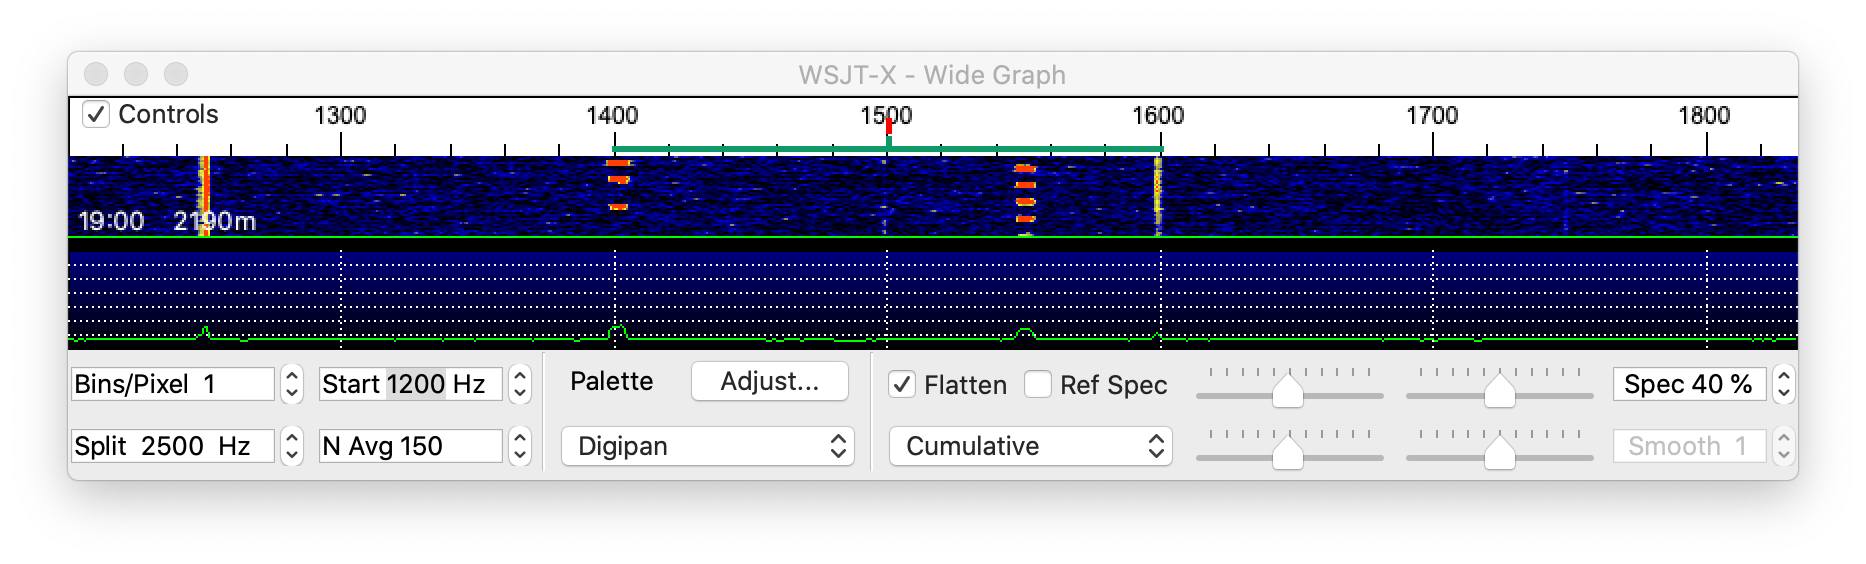 WSJT-X - Wide Graph
Controls 1300 1400 1500 1600 1700 1800
19:00 2190m
Bins/Pixel 1 Start 1200 Hz Palette Adjust... Flatten Ref Spec Spec 40 %
Split 2500 Hz N Avg 150 Digipan Cumulative Smooth 1